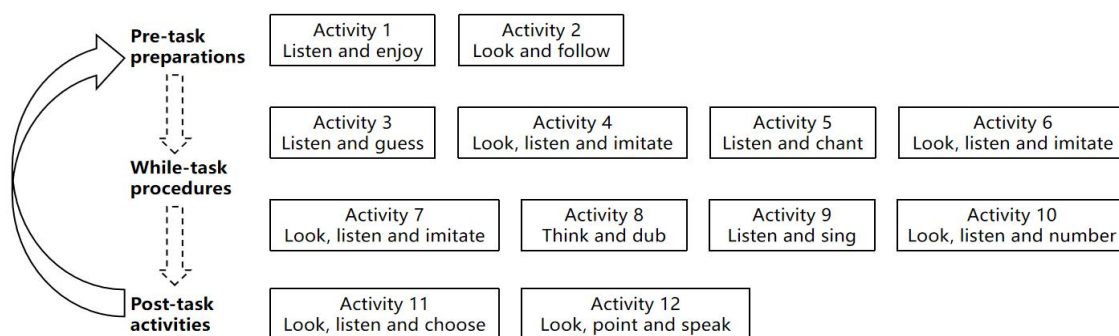 Pre-task
preparations
Activity 1
Listen and enjoy
Activity 2
Look and follow
Activity 3
Listen and guess
Activity 4
Look, listen and imitate
Activity 5
Listen and chant
Activity 6
Look, listen and imitate
While-task
procedures
Activity 7
Look, listen and imitate
Activity 8
Think and dub
Activity 9
Listen and sing
Activity 10
Look, listen and number
Post-task
activities
Activity 11
Look, listen and choose
Activity 12
Look, point and speak